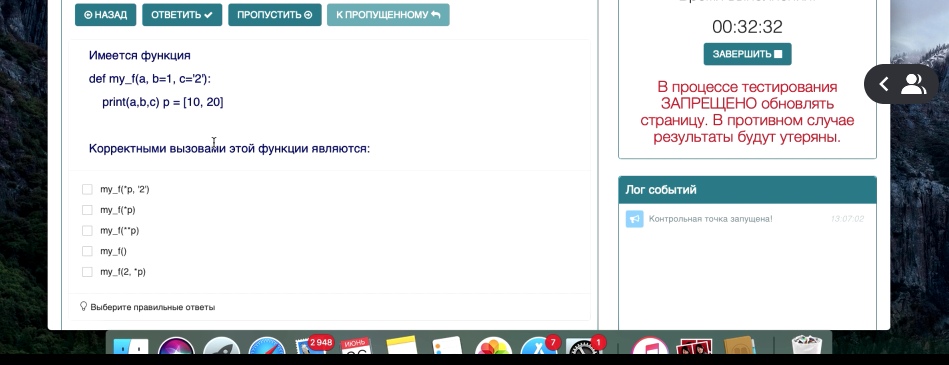 НАЗАД
ОТВЕТИТЬ
ПРОПУСТИТЬ
К ПРОПУЩЕННОМУ
Имеется функция
def my_f(a, b=1, c='2'):
print(a,b,c) p = [10, 20]
Корректными вызовами этой функции являются:
my_f(*p, '2')
my_f(*p)
my_f(**p)
my_f()
my_f(2, *p)
Выберите правильные ответы
00:32:32
ЗАВЕРШИТЬ
В процессе тестирования
ЗАПРЕЩЕНО обновлять
страницу. В противном случае
результаты будут утеряны.
Лог событий
Контрольная точка запущена!
13:07:02
2 948
ИЮНЬ
7
1